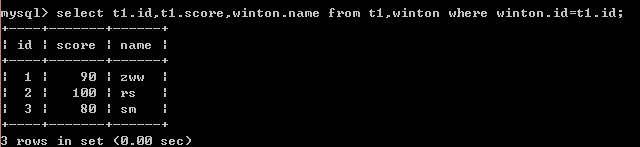 mysql> select t1.id,t1.score,winton.name from t1,winton where winton.id=t1.id;
+----+-------+------+
| id | score | name |
+----+-------+------+
|  1 |    90 | zww  |
|  2 |   100 | rs   |
|  3 |    80 | sm   |
+----+-------+------+
3 rows in set (0.00 sec)